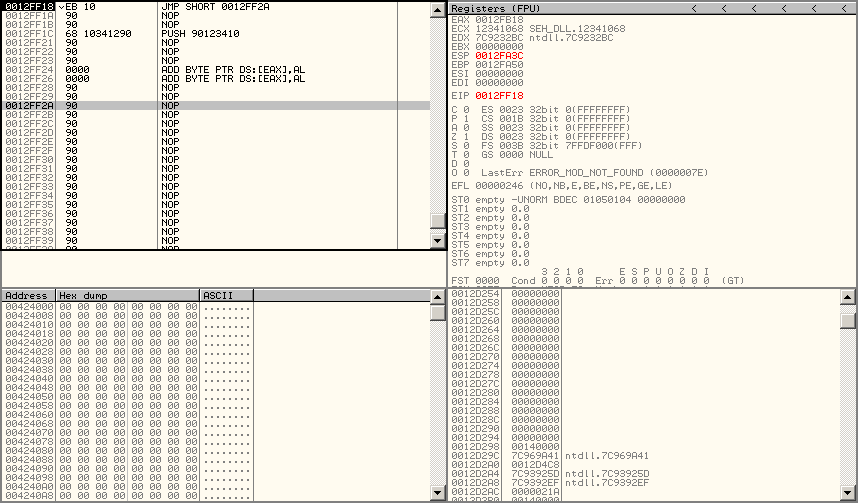 0012FF18 EB 10 JMP SHORT 0012FF2A
0012FF1A 90 NOP
0012FF1B 90 NOP
0012FF1C 68 10341290 PUSH 90123410
0012FF21 90 NOP
0012FF22 90 NOP
0012FF23 90 NOP
0012FF24 0000 ADD BYTE PTR DS:[EAX],AL
0012FF26 0000 ADD BYTE PTR DS:[EAX],AL
0012FF28 90 NOP
0012FF29 90 NOP
0012FF2A 90 NOP
0012FF2B 90 NOP
0012FF2C 90 NOP
0012FF2D 90 NOP
0012FF2E 90 NOP
0012FF2F 90 NOP
0012FF30 90 NOP
0012FF31 90 NOP
0012FF32 90 NOP
0012FF33 90 NOP
0012FF34 90 NOP
0012FF35 90 NOP
0012FF36 90 NOP
0012FF37 90 NOP
0012FF38 90 NOP
0012FF39 90 NOP
Registers (FPU) < < < < < <
EAX 0012FB18
ECX 12341068 SEH_DLL.12341068
EDX 7C9232BC ntdll.7C9232BC
EBX 00000000
ESP 0012FA3C
EBP 0012FA50
ESI 00000000
EDI 00000000
EIP 0012FF18
C 0 ES 0023 32bit 0(FFFFFFFF)
P 1 CS 001B 32bit 0(FFFFFFFF)
A 0 SS 0023 32bit 0(FFFFFFFF)
Z 1 DS 0023 32bit 0(FFFFFFFF)
S 0 FS 003B 32bit 7FFDF000(FFF)
T 0 GS 0000 NULL
D 0
O 0 LastErr ERROR_MOD_NOT_FOUND (0000007E)
EFL 00000246 (NO,NB,E,BE,NS,PE,GE,LE)
ST0 empty -UNORM BDEC 01050104 00000000
ST1 empty 0.0
ST2 empty 0.0
ST3 empty 0.0
ST4 empty 0.0
ST5 empty 0.0
ST6 empty 0.0
ST7 empty 0.0
3 2 1 0 E S P U O Z D I
FST 0000 Cond 0 0 0 0 Err 0 0 0 0 0 0 0 0 (GT)
Address Hex dump ASCII
00424000 00 00 00 00 00 00 00 00 ........
00424008 00 00 00 00 00 00 00 00 ........
00424010 00 00 00 00 00 00 00 00 ........
00424018 00 00 00 00 00 00 00 00 ........
00424020 00 00 00 00 00 00 00 00 ........
00424028 00 00 00 00 00 00 00 00 ........
00424030 00 00 00 00 00 00 00 00 ........
00424038 00 00 00 00 00 00 00 00 ........
00424040 00 00 00 00 00 00 00 00 ........
00424048 00 00 00 00 00 00 00 00 ........
00424050 00 00 00 00 00 00 00 00 ........
00424058 00 00 00 00 00 00 00 00 ........
00424060 00 00 00 00 00 00 00 00 ........
00424068 00 00 00 00 00 00 00 00 ........
00424070 00 00 00 00 00 00 00 00 ........
00424078 00 00 00 00 00 00 00 00 ........
00424080 00 00 00 00 00 00 00 00 ........
00424088 00 00 00 00 00 00 00 00 ........
00424090 00 00 00 00 00 00 00 00 ........
00424098 00 00 00 00 00 00 00 00 ........
004240A0 00 00 00 00 00 00 00 00 ........
004240A8 00 00 00 00 00 00 00 00 ........
0012D254 00000000
0012D258 00000000
0012D25C 00000000
0012D260 00000000
0012D264 00000000
0012D268 00000000
0012D26C 00000000
0012D270 00000000
0012D274 00000000
0012D278 00000000
0012D27C 00000000
0012D280 00000000
0012D284 00000000
0012D288 00000000
0012D28C 00000000
0012D290 00000000
0012D294 00000000
0012D298 00140000
0012D29C 7C969A41 ntdll.7C969A41
0012D2A0 0012D4C8
0012D2A4 7C93925D ntdll.7C93925D
0012D2A8 7C9392EF ntdll.7C9392EF
0012D2AC 0000021A